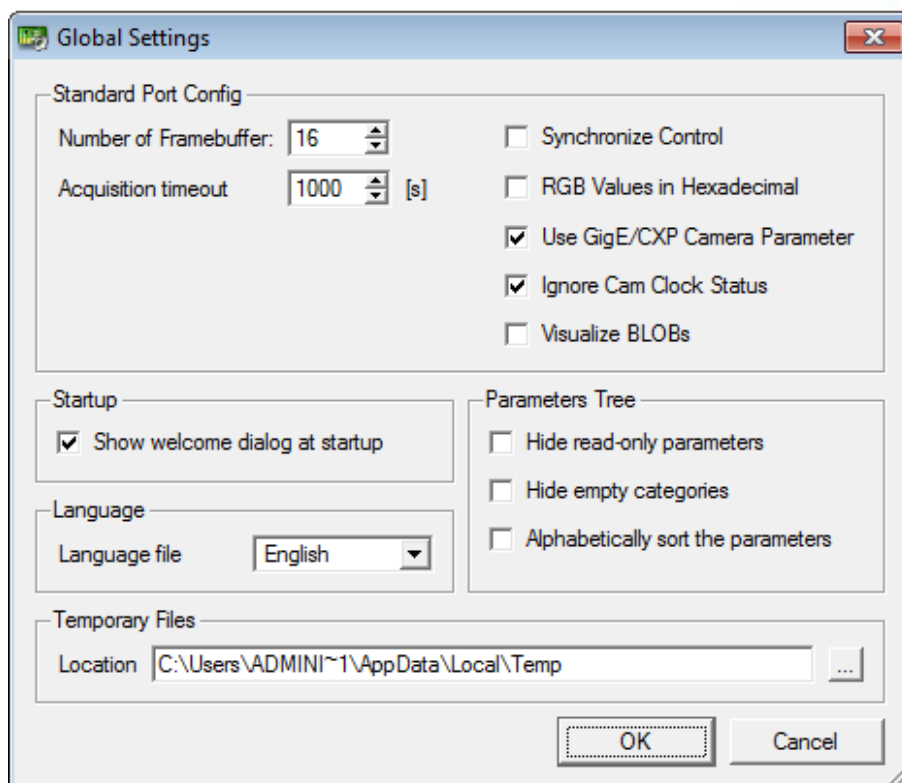 Global Settings
Standard Port Config
Number of Framebuffer: 16
Acquisition timeout 1000 [s]
Synchronize Control
RGB Values in Hexadecimal
Use GigE/CXP Camera Parameter
Ignore Cam Clock Status
Visualize BLOBs
Startup
Show welcome dialog at startup
Language
Language file English
Parameters Tree
Hide read-only parameters
Hide empty categories
Alphabetically sort the parameters
Temporary Files
Location C:\Users\ADMINI~1\AppData\Local\Temp ...
OK Cancel